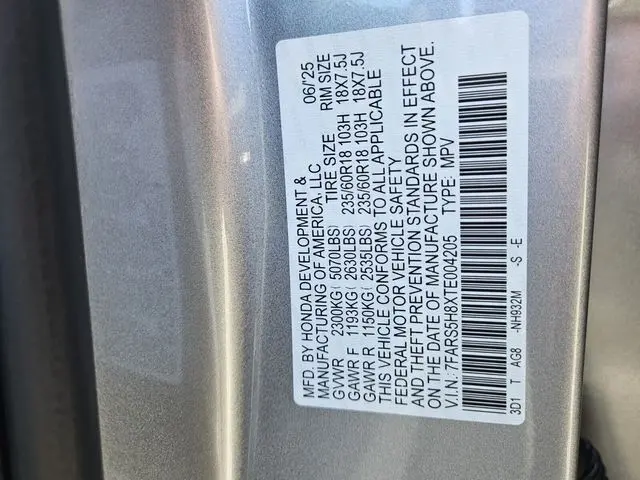 MFD. BY HONDA DEVELOPMENT & 06/'25
MANUFACTURING OF AMERICA, LLC
TIRE SIZE RIM SIZE
GVWR 2300KG( 5070LBS)
GAWR F 1193KG( 2630LBS) 235/60R18 103H 18X7.5J
GAWR R 1150KG( 2535LBS) 235/60R18 103H 18X7.5J
THIS VEHICLE CONFORMS TO ALL APPLICABLE
FEDERAL MOTOR VEHICLE SAFETY
AND THEFT PREVENTION STANDARDS IN EFFECT
ON THE DATE OF MANUFACTURE SHOWN ABOVE.
V.I.N: 7FARS5H8XTE004205 TYPE: MPV
3D1 T AG8 -NH932M -S -E